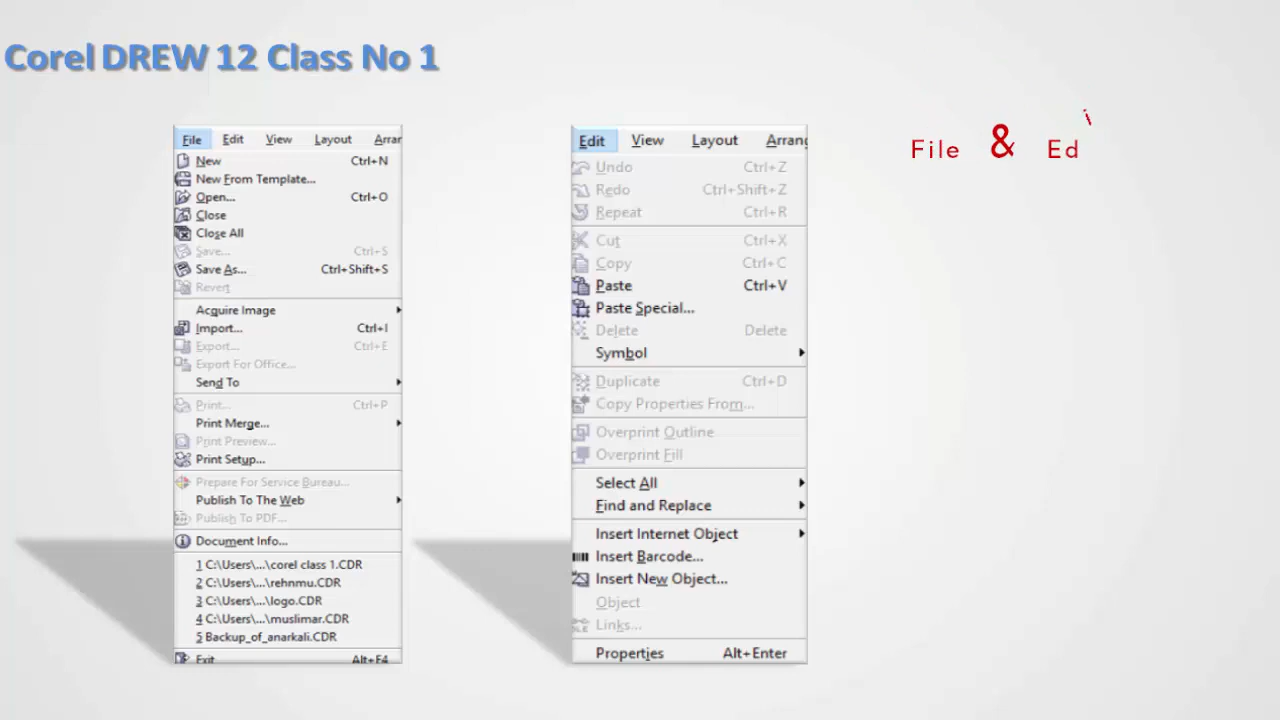 Corel DREW 12 Class No 1
File Edit View Layout Arrar
New Ctrl+N
New From Template...
Open... Ctrl+O
Close
Close All
Save... Ctrl+S
Save As... Ctrl+Shift+S
Revert
Acquire Image
Import... Ctrl+I
Export... Ctrl+E
Export For Office...
Send To
Print... Ctrl+P
Print Merge...
Print Preview...
Print Setup...
Prepare For Service Bureau...
Publish To The Web
Publish To PDF...
Document Info...
1 C:\Users\...\corel class 1.CDR
2 C:\Users\...\rehnmu.CDR
3 C:\Users\...\logo.CDR
4 C:\Users\...\muslimar.CDR
5 Backup_of_anarkali.CDR
Exit Alt+F4
Edit View Layout Arrang
Undo Ctrl+Z
Redo Ctrl+Shift+Z
Repeat Ctrl+R
Cut Ctrl+X
Copy Ctrl+C
Paste Ctrl+V
Paste Special...
Delete Delete
Symbol
Duplicate Ctrl+D
Copy Properties From...
Overprint Outline
Overprint Fill
Select All
Find and Replace
Insert Internet Object
Insert Barcode...
Insert New Object...
Object
Links...
Properties Alt+Enter
File & Edi